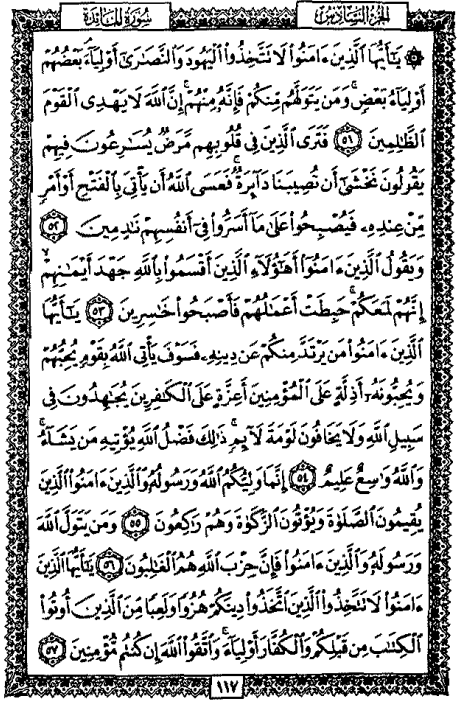 الجزء السادس سورة المائدة
۞ يَٰٓأَيُّهَا ٱلَّذِينَ ءَامَنُوا۟ لَا تَتَّخِذُوا۟ ٱلْيَهُودَ وَٱلنَّصَٰرَىٰٓ أَوْلِيَآءَۘ بَعْضُهُمْ
أَوْلِيَآءُ بَعْضٍۚ وَمَن يَتَوَلَّهُم مِّنكُمْ فَإِنَّهُۥ مِنْهُمْۗ إِنَّ ٱللَّهَ لَا يَهْدِى ٱلْقَوْمَ
ٱلظَّٰلِمِينَ ٥١ فَتَرَى ٱلَّذِينَ فِى قُلُوبِهِم مَّرَضٌ يُسَٰرِعُونَ فِيهِمْ
يَقُولُونَ نَخْشَىٰٓ أَن تُصِيبَنَا دَآئِرَةٌۚ فَعَسَى ٱللَّهُ أَن يَأْتِىَ بِٱلْفَتْحِ أَوْ أَمْرٍ
مِّنْ عِندِهِۦ فَيُصْبِحُوا۟ عَلَىٰ مَآ أَسَرُّوا۟ فِىٓ أَنفُسِهِمْ نَٰدِمِينَ ٥٢
وَيَقُولُ ٱلَّذِينَ ءَامَنُوٓا۟ أَهَٰٓؤُلَآءِ ٱلَّذِينَ أَقْسَمُوا۟ بِٱللَّهِ جَهْدَ أَيْمَٰنِهِمْۙ
إِنَّهُمْ لَمَعَكُمْۚ حَبِطَتْ أَعْمَٰلُهُمْ فَأَصْبَحُوا۟ خَٰسِرِينَ ٥٣ يَٰٓأَيُّهَا
ٱلَّذِينَ ءَامَنُوا۟ مَن يَرْتَدَّ مِنكُمْ عَن دِينِهِۦ فَسَوْفَ يَأْتِى ٱللَّهُ بِقَوْمٍ يُحِبُّهُمْ
وَيُحِبُّونَهُۥٓ أَذِلَّةٍ عَلَى ٱلْمُؤْمِنِينَ أَعِزَّةٍ عَلَى ٱلْكَٰفِرِينَ يُجَٰهِدُونَ فِى
سَبِيلِ ٱللَّهِ وَلَا يَخَافُونَ لَوْمَةَ لَآئِمٍۚ ذَٰلِكَ فَضْلُ ٱللَّهِ يُؤْتِيهِ مَن يَشَآءُۚ
وَٱللَّهُ وَٰسِعٌ عَلِيمٌ ٥٤ إِنَّمَا وَلِيُّكُمُ ٱللَّهُ وَرَسُولُهُۥ وَٱلَّذِينَ ءَامَنُوا۟ ٱلَّذِينَ
يُقِيمُونَ ٱلصَّلَوٰةَ وَيُؤْتُونَ ٱلزَّكَوٰةَ وَهُمْ رَٰكِعُونَ ٥٥ وَمَن يَتَوَلَّ ٱللَّهَ
وَرَسُولَهُۥ وَٱلَّذِينَ ءَامَنُوا۟ فَإِنَّ حِزْبَ ٱللَّهِ هُمُ ٱلْغَٰلِبُونَ ٥٦ يَٰٓأَيُّهَا ٱلَّذِينَ
ءَامَنُوا۟ لَا تَتَّخِذُوا۟ ٱلَّذِينَ ٱتَّخَذُوا۟ دِينَكُمْ هُزُوًا وَلَعِبًا مِّنَ ٱلَّذِينَ أُوتُوا۟
ٱلْكِتَٰبَ مِن قَبْلِكُمْ وَٱلْكُفَّارَ أَوْلِيَآءَۚ وَٱتَّقُوا۟ ٱللَّهَ إِن كُنتُم مُّؤْمِنِينَ ٥٧
١١٧